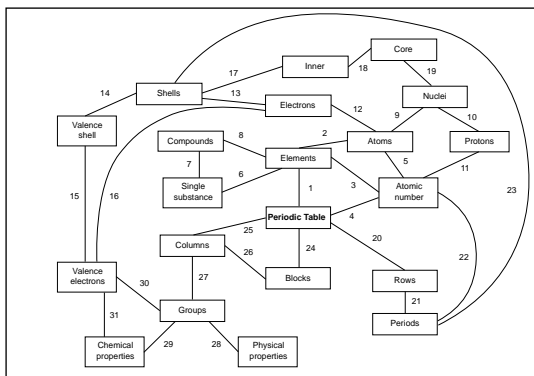 Core
19
Inner
17
18
Shells
13
14
Nuclei
Electrons
12
9
10
Valence
shell
Compounds
8
2
Atoms
Protons
Elements
7
5
11
6
3
Single
substance
Atomic
number
15
16
1
23
4
Periodic Table
25
20
Columns
26
24
22
Valence
electrons
30
27
Blocks
Rows
21
Groups
Periods
31
29
28
Chemical
properties
Physical
properties